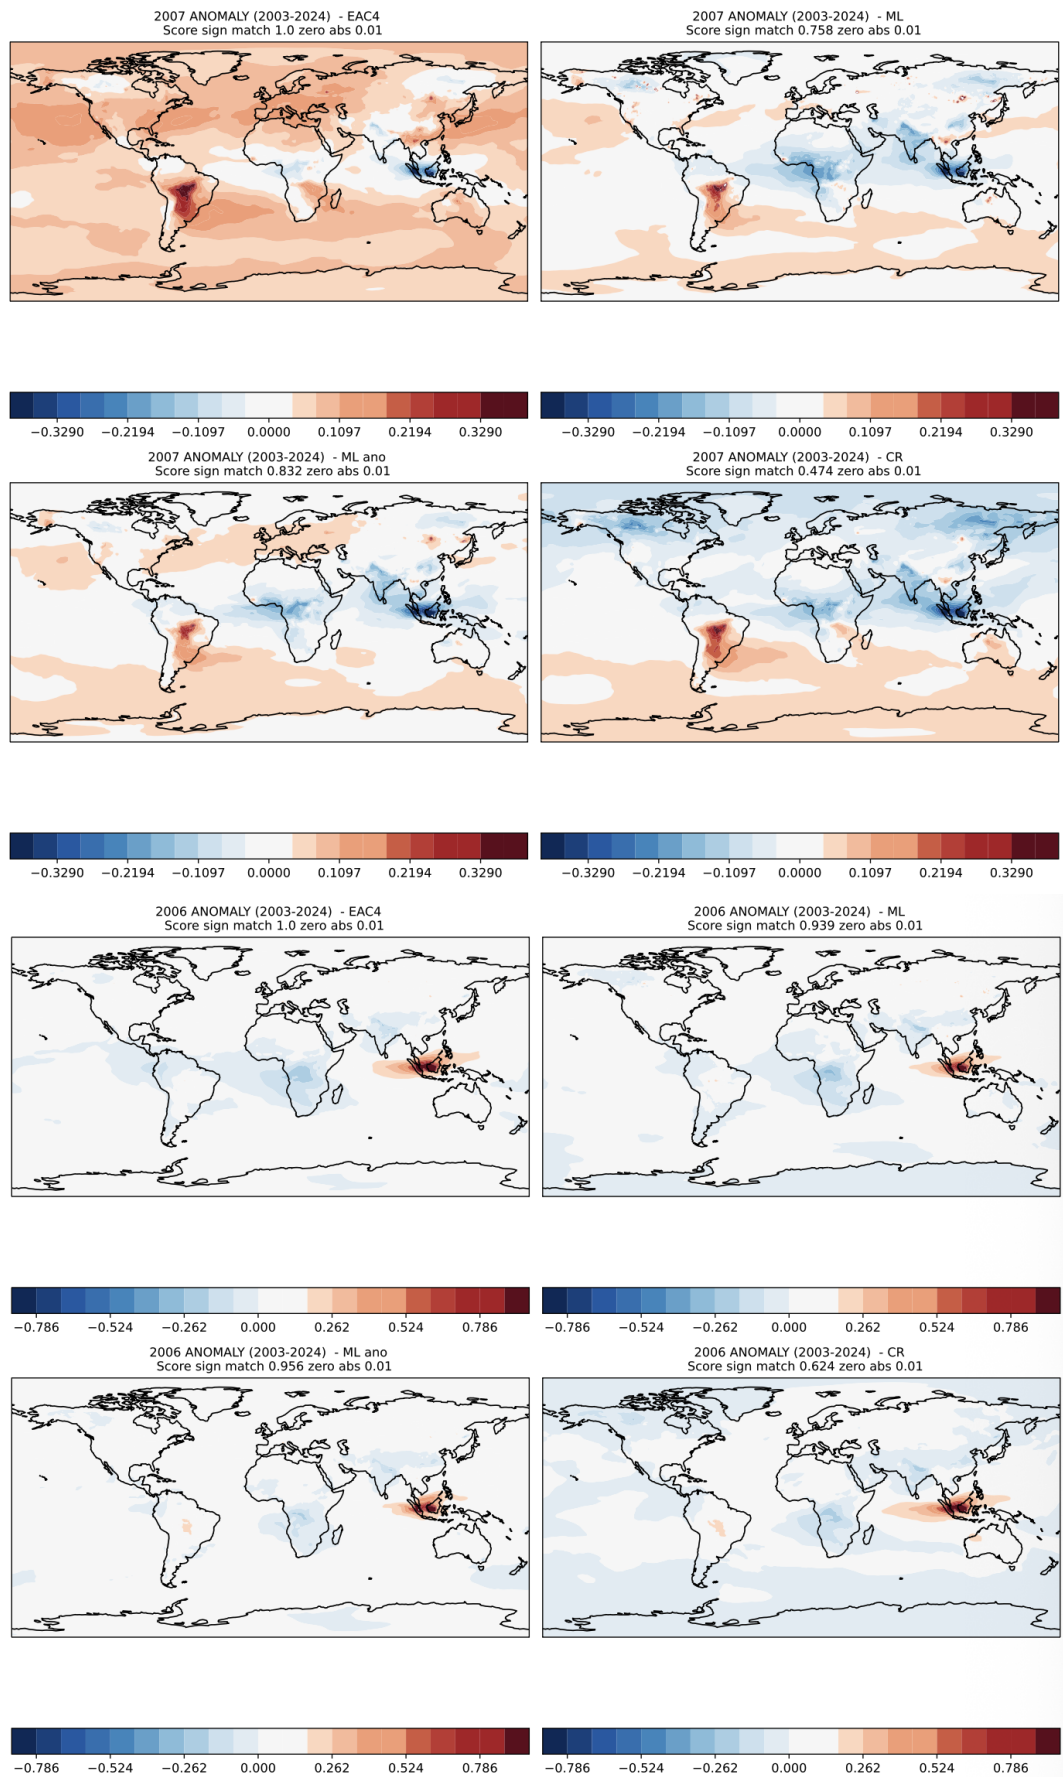 2007 ANOMALY (2003-2024)  - EAC4
Score sign match 1.0 zero abs 0.01
2007 ANOMALY (2003-2024)  - ML
Score sign match 0.758 zero abs 0.01
−0.3290 −0.2194 −0.1097 0.0000 0.1097 0.2194 0.3290
−0.3290 −0.2194 −0.1097 0.0000 0.1097 0.2194 0.3290
2007 ANOMALY (2003-2024)  - ML ano
Score sign match 0.832 zero abs 0.01
2007 ANOMALY (2003-2024)  - CR
Score sign match 0.474 zero abs 0.01
−0.3290 −0.2194 −0.1097 0.0000 0.1097 0.2194 0.3290
−0.3290 −0.2194 −0.1097 0.0000 0.1097 0.2194 0.3290
2006 ANOMALY (2003-2024)  - EAC4
Score sign match 1.0 zero abs 0.01
2006 ANOMALY (2003-2024)  - ML
Score sign match 0.939 zero abs 0.01
−0.786 −0.524 −0.262 0.000 0.262 0.524 0.786
−0.786 −0.524 −0.262 0.000 0.262 0.524 0.786
2006 ANOMALY (2003-2024)  - ML ano
Score sign match 0.956 zero abs 0.01
2006 ANOMALY (2003-2024)  - CR
Score sign match 0.624 zero abs 0.01
−0.786 −0.524 −0.262 0.000 0.262 0.524 0.786
−0.786 −0.524 −0.262 0.000 0.262 0.524 0.786